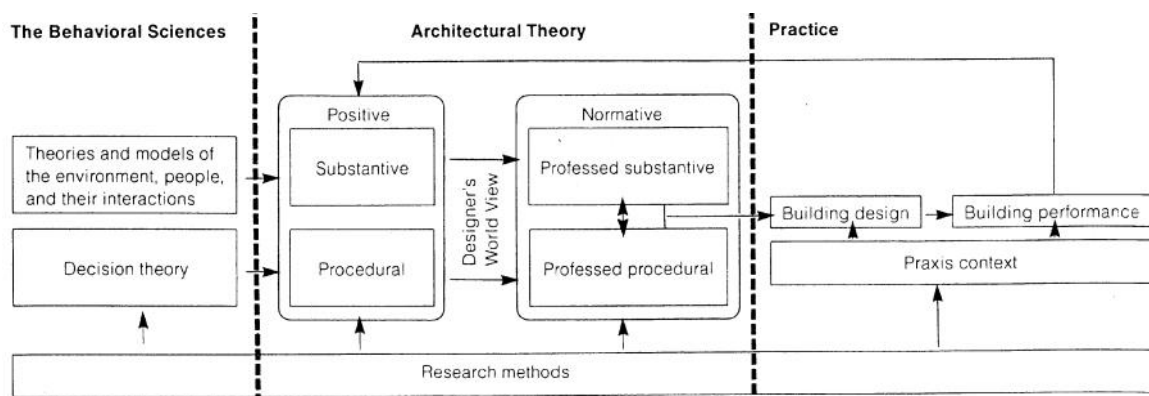 The Behavioral Sciences
Architectural Theory
Practice
Positive
Normative
Theories and models of
the environment, people,
and their interactions
Substantive
Designer's
World View
Professed substantive
Building design
Building performance
Decision theory
Procedural
Professed procedural
Praxis context
Research methods